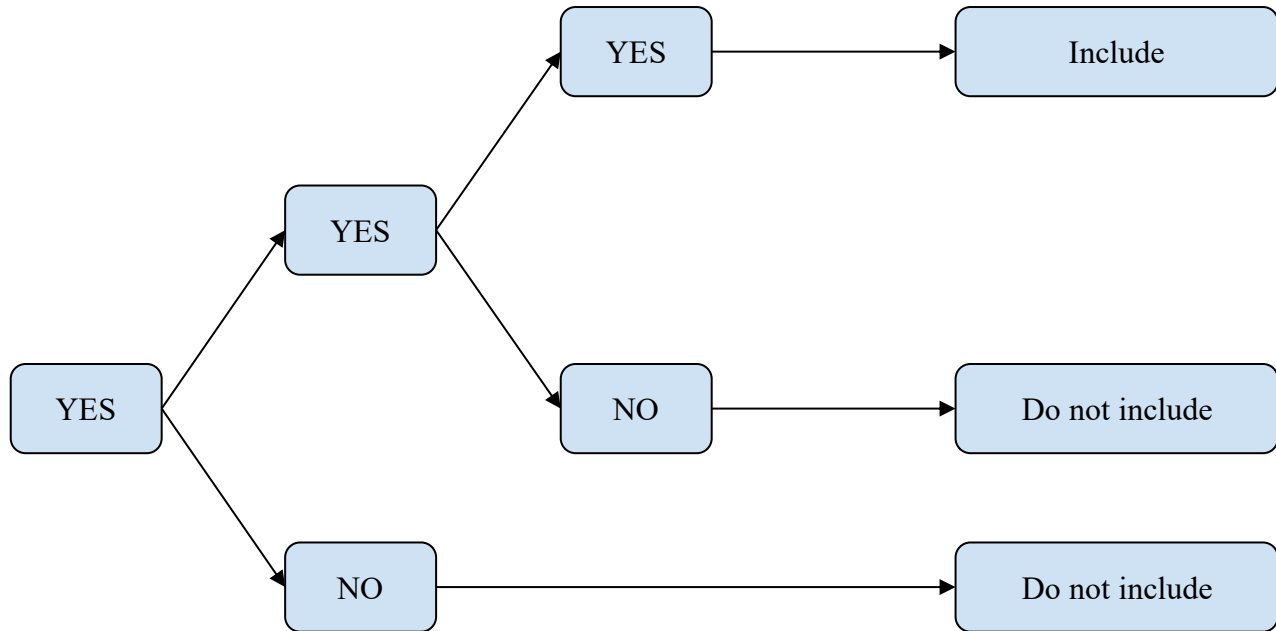 YES
Include
YES
YES
NO
Do not include
NO
Do not include